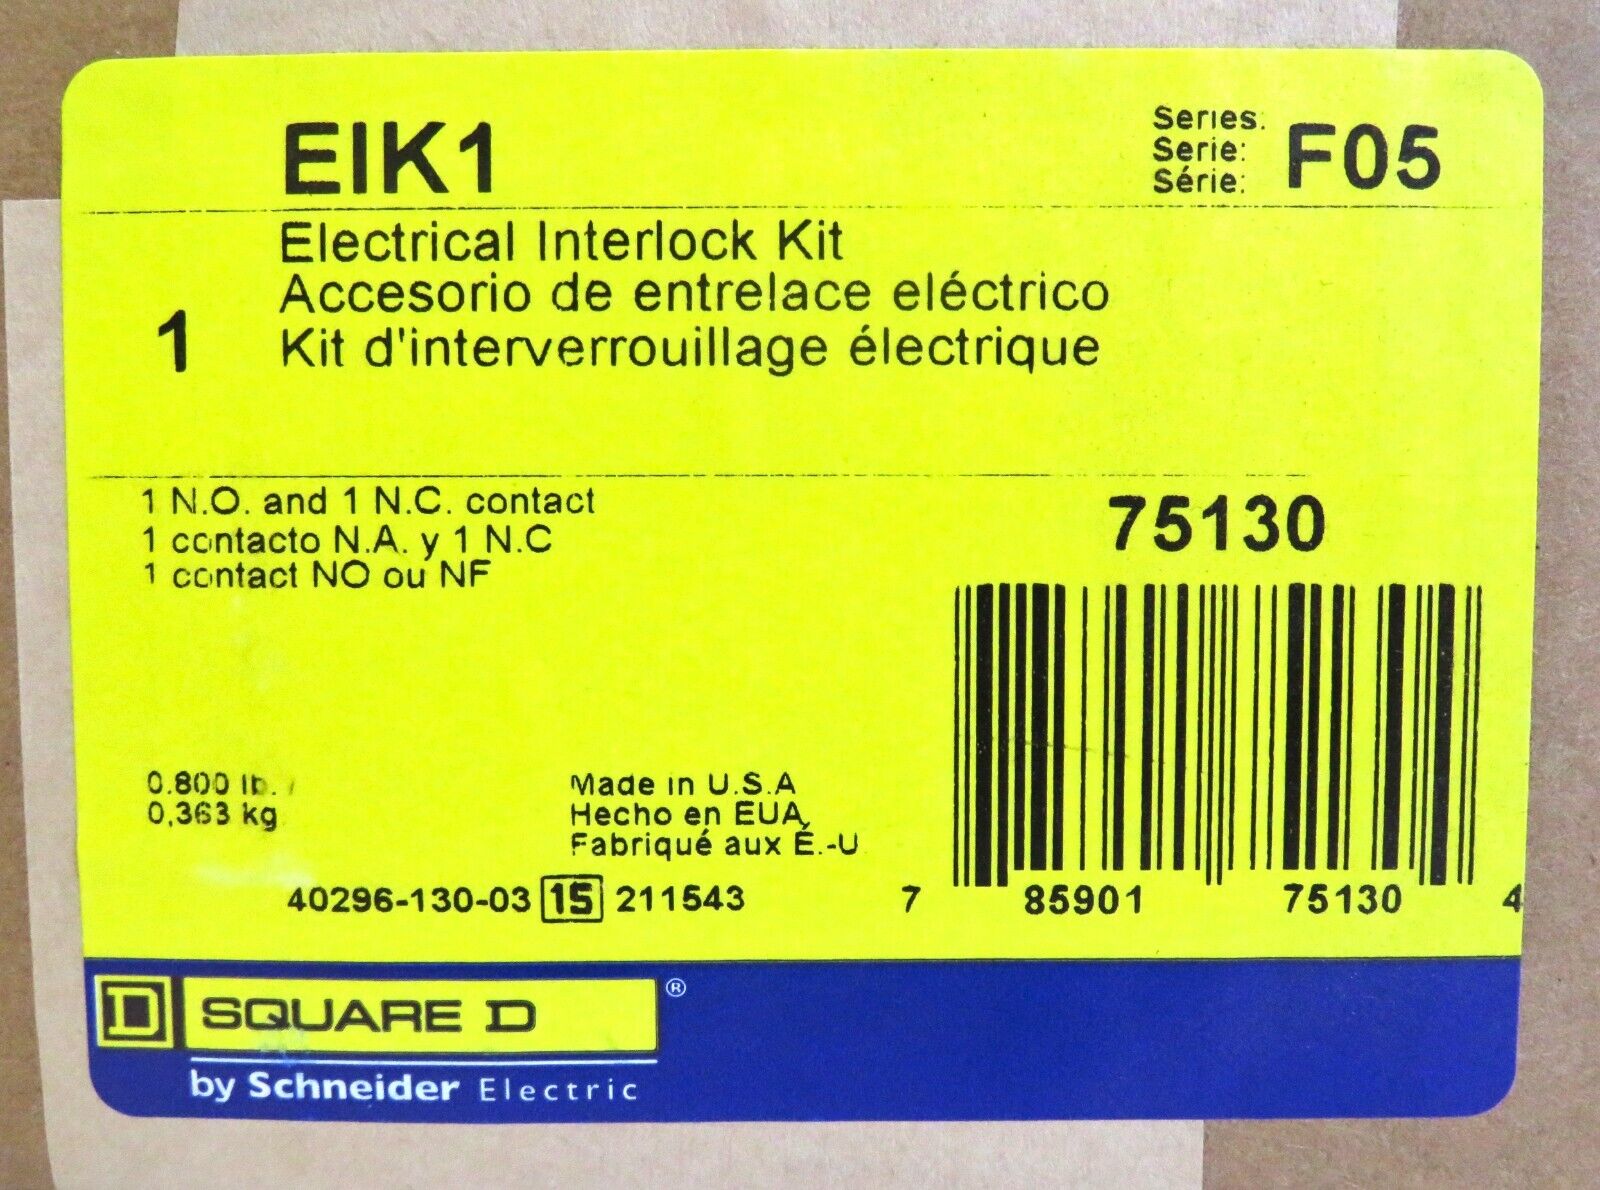 EIK1
Series:
Serie:
Série:
F05
1
Electrical Interlock Kit
Accesorio de entrelace eléctrico
Kit d'interverrouillage électrique
1 N.O. and 1 N.C. contact
1 contacto N.A. y 1 N.C
1 contact NO ou NF
75130
0.800 lb.
0,363 kg
Made in U.S.A
Hecho en EUA
Fabriqué aux É.-U
40296-130-03 15 211543
7 85901 75130 4
D SQUARE D ®
by Schneider Electric